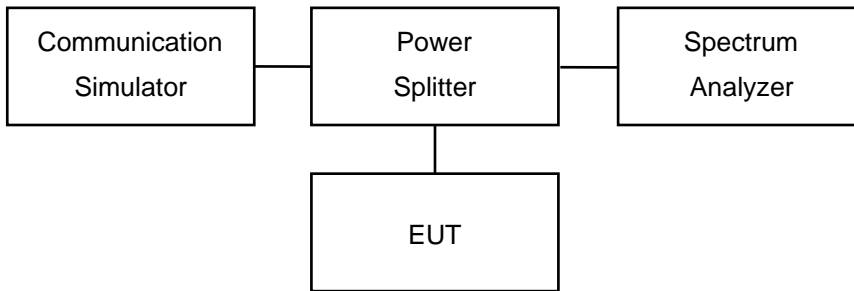 Communication
Simulator
Power
Splitter
Spectrum
Analyzer
EUT